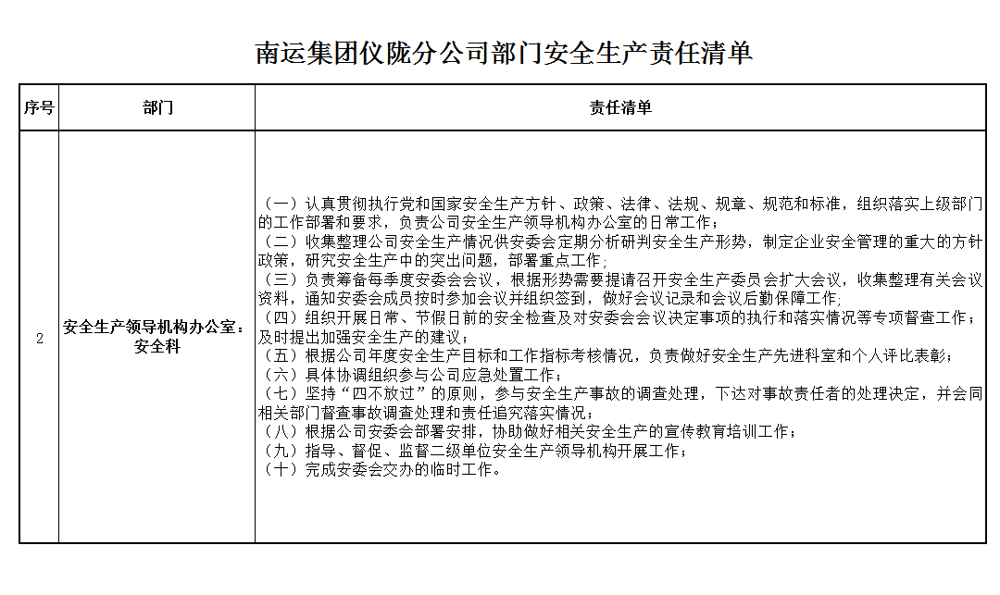 南运集团仪陇分公司部门安全生产责任清单
序号 部门 责任清单
2
安全生产领导机构办公室：
安全科
（一）认真贯彻执行党和国家安全生产方针、政策、法律、法规、规章、规范和标准，组织落实上级部门
的工作部署和要求，负责公司安全生产领导机构办公室的日常工作；
（二）收集整理公司安全生产情况供安委会定期分析研判安全生产形势，制定企业安全管理的重大的方针
政策，研究安全生产中的突出问题，部署重点工作；
（三）负责筹备每季度安委会会议，根据形势需要提请召开安全生产委员会扩大会议，收集整理有关会议
资料，通知安委会成员按时参加会议并组织签到，做好会议记录和会议后勤保障工作；
（四）组织开展日常、节假日前的安全检查及对安委会会议决定事项的执行和落实情况等专项督查工作；
及时提出加强安全生产的建议；
（五）根据公司年度安全生产目标和工作指标考核情况，负责做好安全生产先进科室和个人评比表彰；
（六）具体协调组织参与公司应急处置工作；
（七）坚持“四不放过”的原则，参与安全生产事故的调查处理，下达对事故责任者的处理决定，并会同
相关部门督查事故调查处理和责任追究落实情况；
（八）根据公司安委会部署安排，协助做好相关安全生产的宣传教育培训工作；
（九）指导、督促、监督二级单位安全生产领导机构开展工作；
（十）完成安委会交办的临时工作。